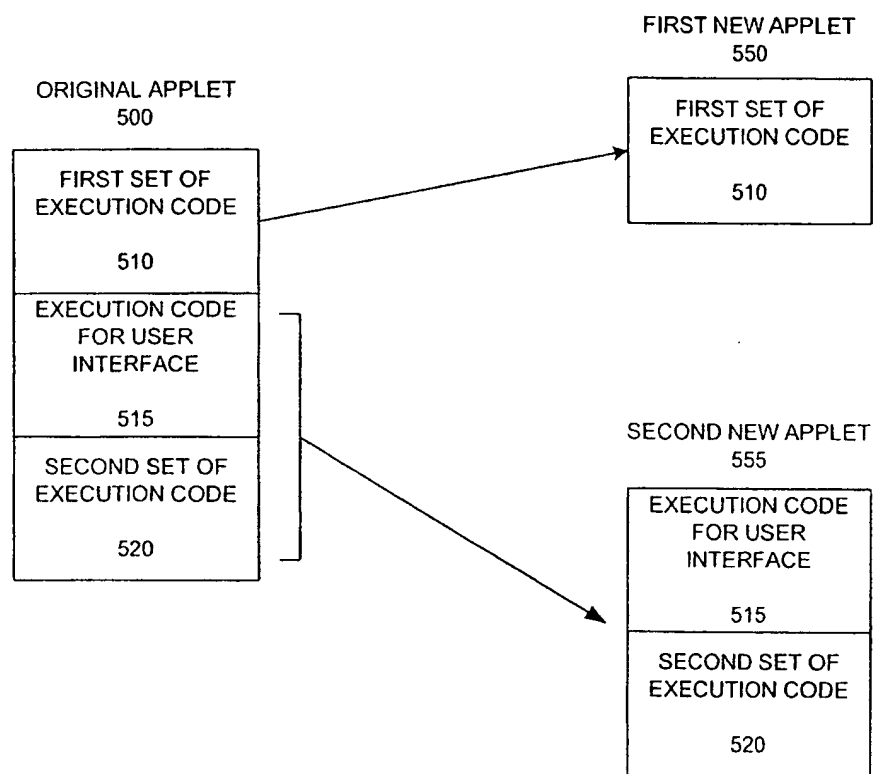 ORIGINAL APPLET
500
FIRST SET OF
EXECUTION CODE
510
EXECUTION CODE
FOR USER
INTERFACE
515
SECOND SET OF
EXECUTION CODE
520
FIRST NEW APPLET
550
FIRST SET OF
EXECUTION CODE
510
SECOND NEW APPLET
555
EXECUTION CODE
FOR USER
INTERFACE
515
SECOND SET OF
EXECUTION CODE
520